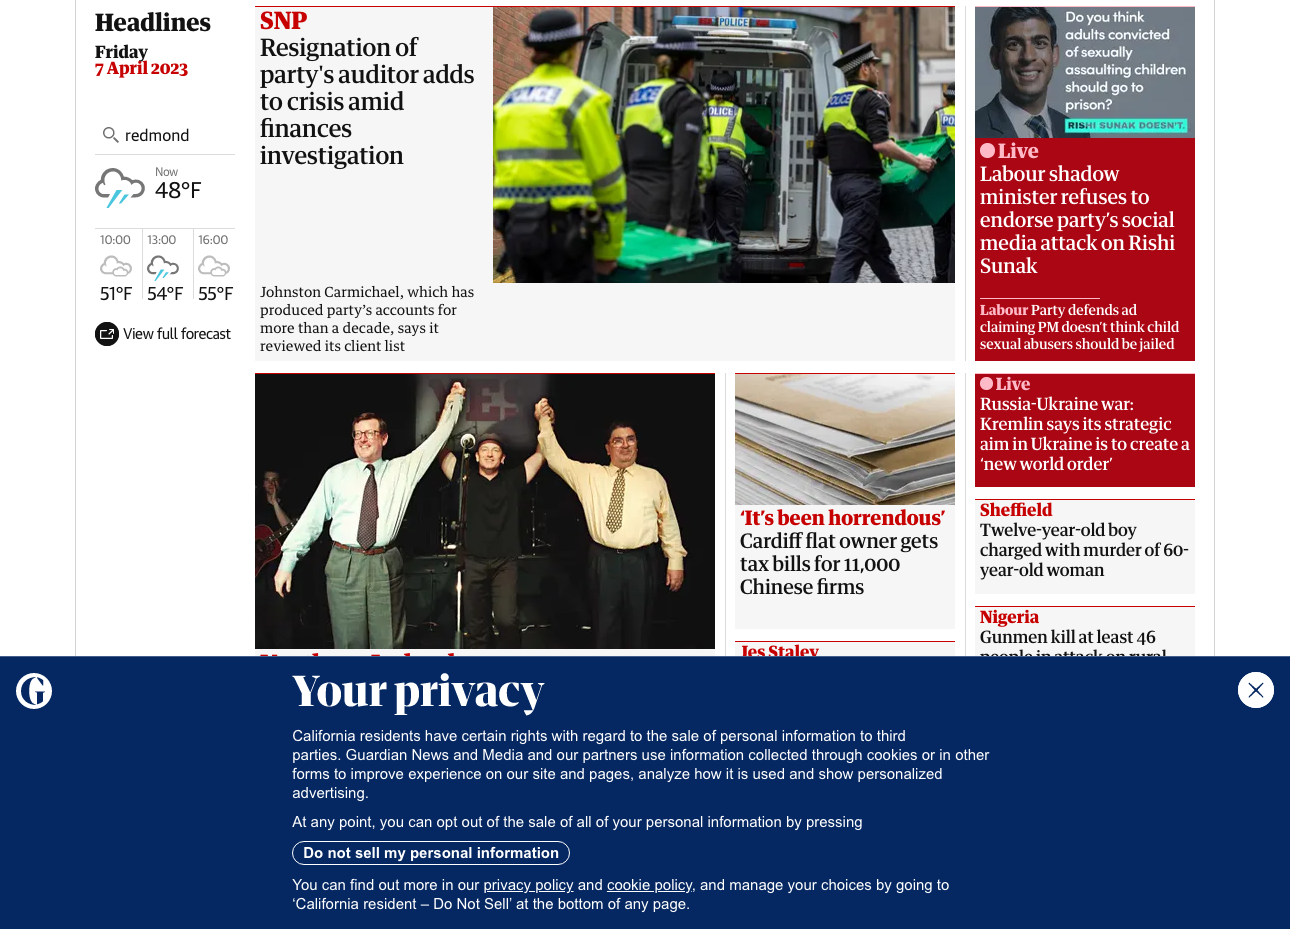 Headlines
Friday
7 April 2023
redmond
Now
48°F
10:00
13:00
16:00
51°F
54°F
55°F
View full forecast
SNP
Resignation of
party's auditor adds
to crisis amid
finances
investigation
Johnston Carmichael, which has
produced party’s accounts for
more than a decade, says it
reviewed its client list
POLICE
POLICE
POLICE
POLICE
Do you think
adults convicted
of sexually
assaulting children
should go to
prison?
RISHI SUNAK DOESN'T.
Live
Labour shadow
minister refuses to
endorse party’s social
media attack on Rishi
Sunak
Labour Party defends ad
claiming PM doesn’t think child
sexual abusers should be jailed
‘It’s been horrendous’
Cardiff flat owner gets
tax bills for 11,000
Chinese firms
Jes Staley
Live
Russia-Ukraine war:
Kremlin says its strategic
aim in Ukraine is to create a
‘new world order’
Sheffield
Twelve-year-old boy
charged with murder of 60-
year-old woman
Nigeria
Gunmen kill at least 46
people in attack on rural
Your privacy
California residents have certain rights with regard to the sale of personal information to third
parties. Guardian News and Media and our partners use information collected through cookies or in other
forms to improve experience on our site and pages, analyze how it is used and show personalized
advertising.
At any point, you can opt out of the sale of all of your personal information by pressing
Do not sell my personal information
You can find out more in our privacy policy and cookie policy, and manage your choices by going to
‘California resident – Do Not Sell’ at the bottom of any page.